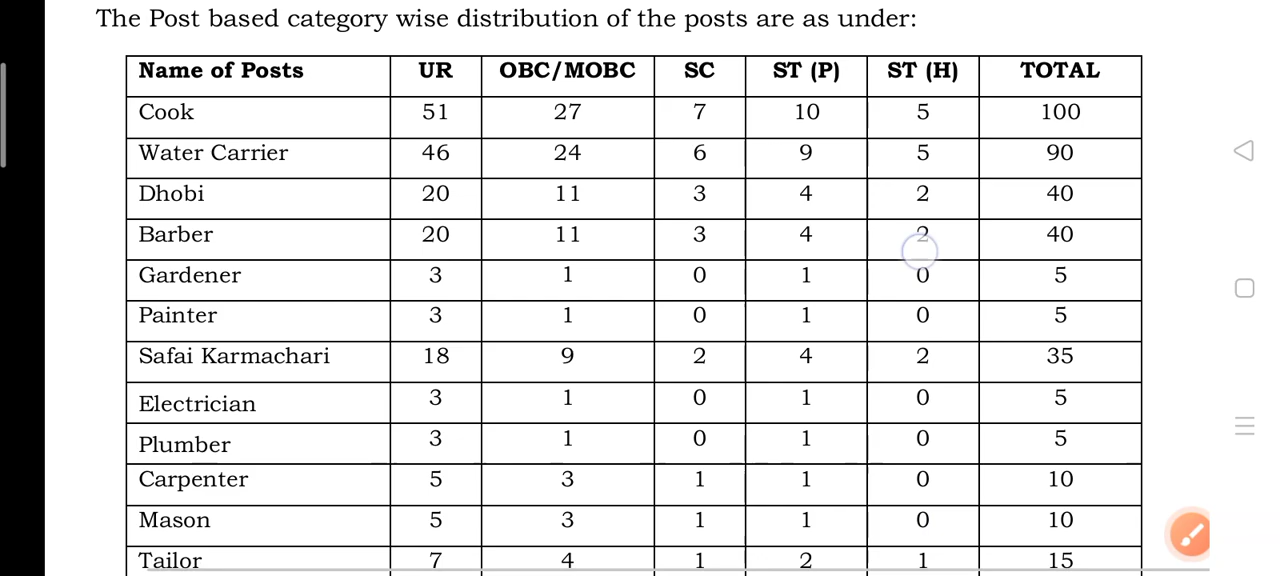 The Post based category wise distribution of the posts are as under:
Name of Posts UR OBC/MOBC SC ST (P) ST (H) TOTAL
Cook 51 27 7 10 5 100
Water Carrier 46 24 6 9 5 90
Dhobi 20 11 3 4 2 40
Barber 20 11 3 4 2 40
Gardener 3 1 0 1 0 5
Painter 3 1 0 1 0 5
Safai Karmachari 18 9 2 4 2 35
Electrician 3 1 0 1 0 5
Plumber 3 1 0 1 0 5
Carpenter 5 3 1 1 0 10
Mason 5 3 1 1 0 10
Tailor 7 4 1 2 1 15